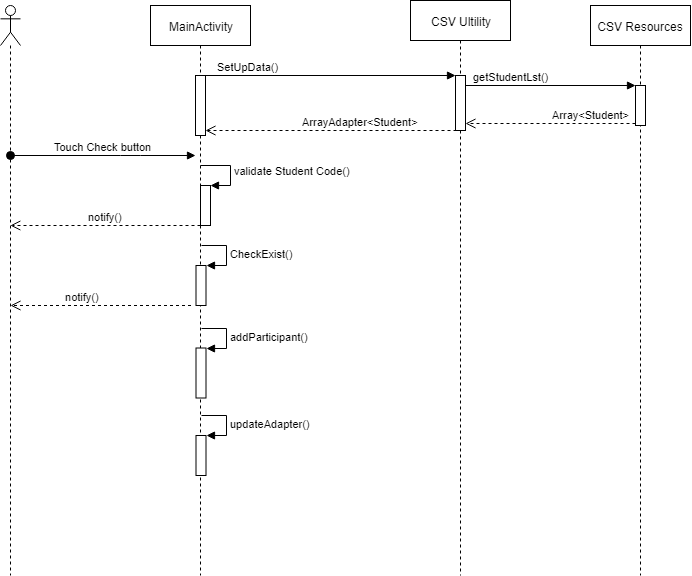 MainActivity
CSV Ultility
CSV Resources
SetUpData()
getStudentLst()
ArrayAdapter<Student>
Array<Student>
Touch Check button
validate Student Code()
notify()
CheckExist()
notify()
addParticipant()
updateAdapter()